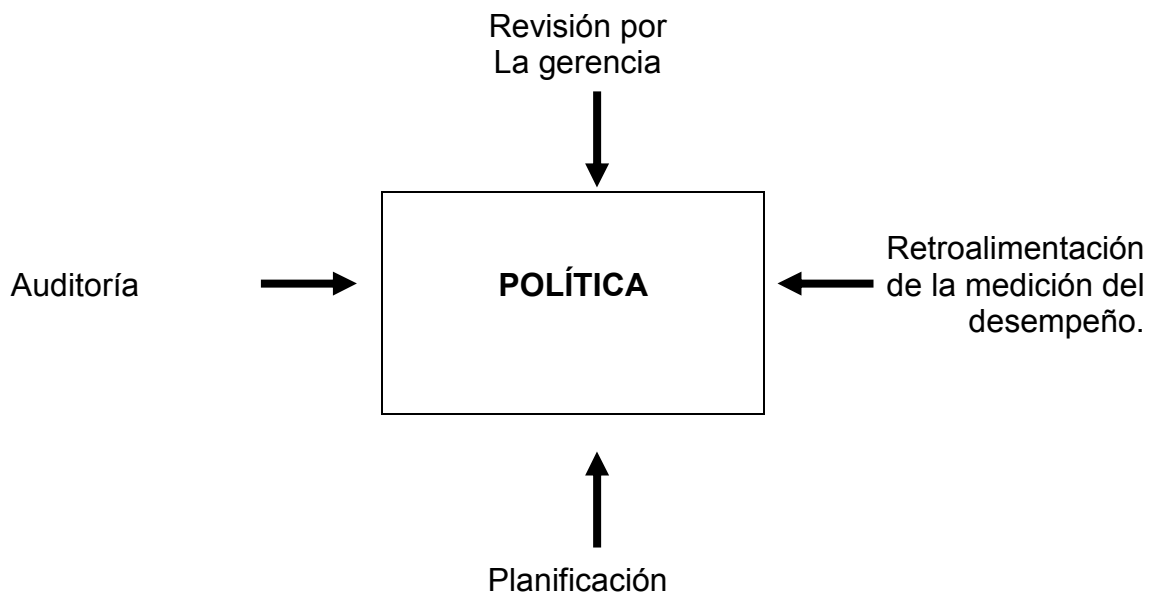 Revisión por
La gerencia
Auditoría
POLÍTICA
Retroalimentación
de la medición del
desempeño.
Planificación